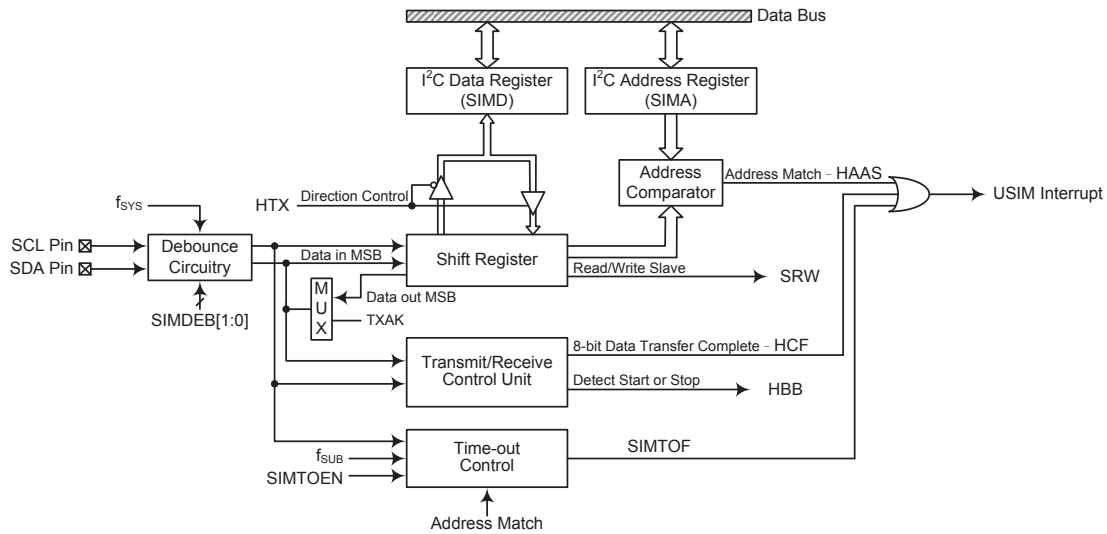 Data Bus
I²C Data Register
(SIMD)
I²C Address Register
(SIMA)
Address
Comparator
Address Match - HAAS
USIM Interrupt
HTX
Direction Control
fSYS
SCL Pin
SDA Pin
Debounce
Circuitry
SIMDEB[1:0]
Data in MSB
Shift Register
Read/Write Slave
SRW
M
U
X
Data out MSB
TXAK
Transmit/Receive
Control Unit
8-bit Data Transfer Complete - HCF
Detect Start or Stop
HBB
fSUB
SIMTOEN
Time-out
Control
SIMTOF
Address Match